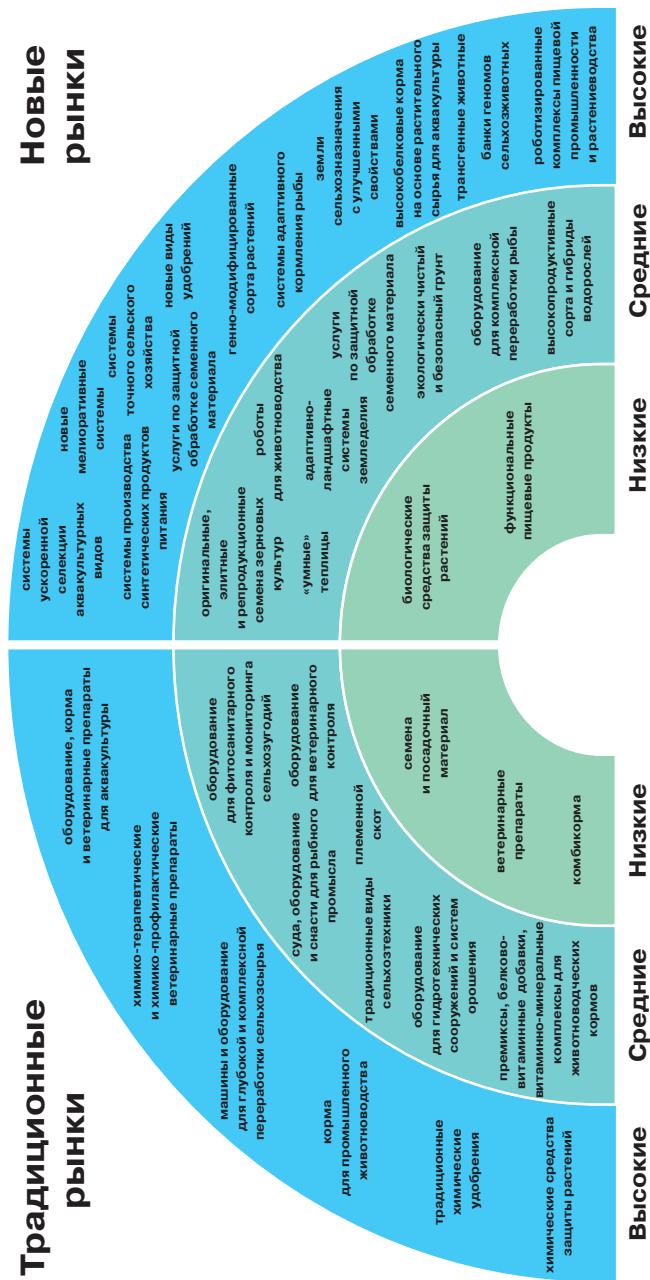 Традиционные
рынки
Новые
рынки
оборудование, корма
и ветеринарные препараты
для аквакультуры
химико-терапевтические
и химико-профилактические
ветеринарные препараты
машины и оборудование
для глубокой и комплексной
переработки сельхозсырья
корма
для промышленного
животноводства
традиционные
химические
удобрения
химические средства
защиты растений
оборудование
для фитосанитарного
контроля и мониторинга
сельхозугодий
оборудование
для ветеринарного
контроля
суда, оборудование
и снасти для рыбного
промысла
племенной
скот
традиционные виды
сельхозтехники
оборудование
для гидротехнических
сооружений и систем
орошения
премиксы, белково-
витаминные добавки,
витаминно-минеральные
комплексы для
животноводческих
кормов
семена
и посадочный
материал
ветеринарные
препараты
комбикорма
системы
ускоренной
селекции
аквакультурных
видов
новые
мелиоративные
системы
системы производства
синтетических продуктов
питания
системы
точного сельского
хозяйства
услуги по защитной
обработке семенного
материала
новые виды
удобрений
генно-модифицированные
сорта растений
системы адаптивного
кормления рыбы
земли
сельхозназначения
с улучшенными
свойствами
высокобелковые корма
на основе растительного
сырья для аквакультуры
трансгенные животные
банки геномов
сельхозживотных
роботизированные
комплексы пищевой
промышленности
и растениеводства
оригинальные,
элитные
и репродукционные
семена зерновых
культур
роботы
для животноводства
«умные»
теплицы
адаптивно-
ландшафтные
системы
земледелия
услуги
по защитной
обработке
семенного материала
экологически чистый
и безопасный грунт
оборудование
для комплексной
переработки рыбы
высокопродуктивные
сорта и гибриды
водорослей
биологические
средства защиты
растений
функциональные
пищевые продукты
Высокие
Средние
Низкие
Низкие
Средние
Высокие